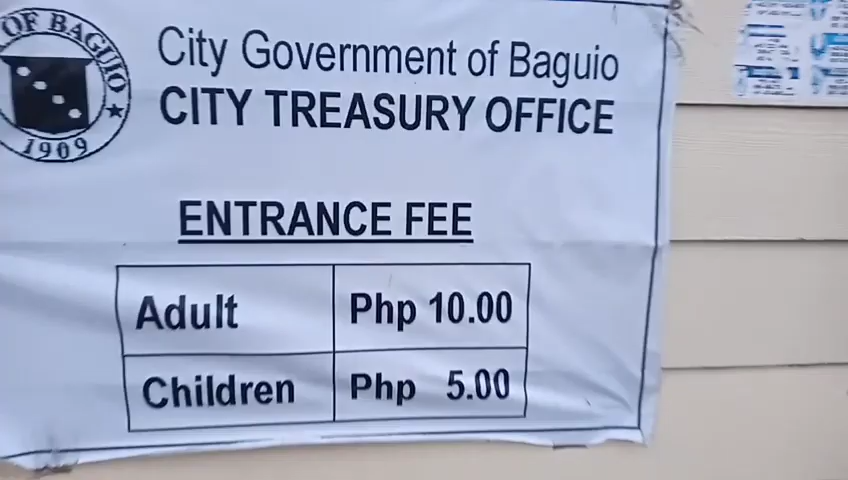 OF BAGUIO
1909
City Government of Baguio
CITY TREASURY OFFICE
ENTRANCE FEE
Adult Php 10.00
Children Php 5.00